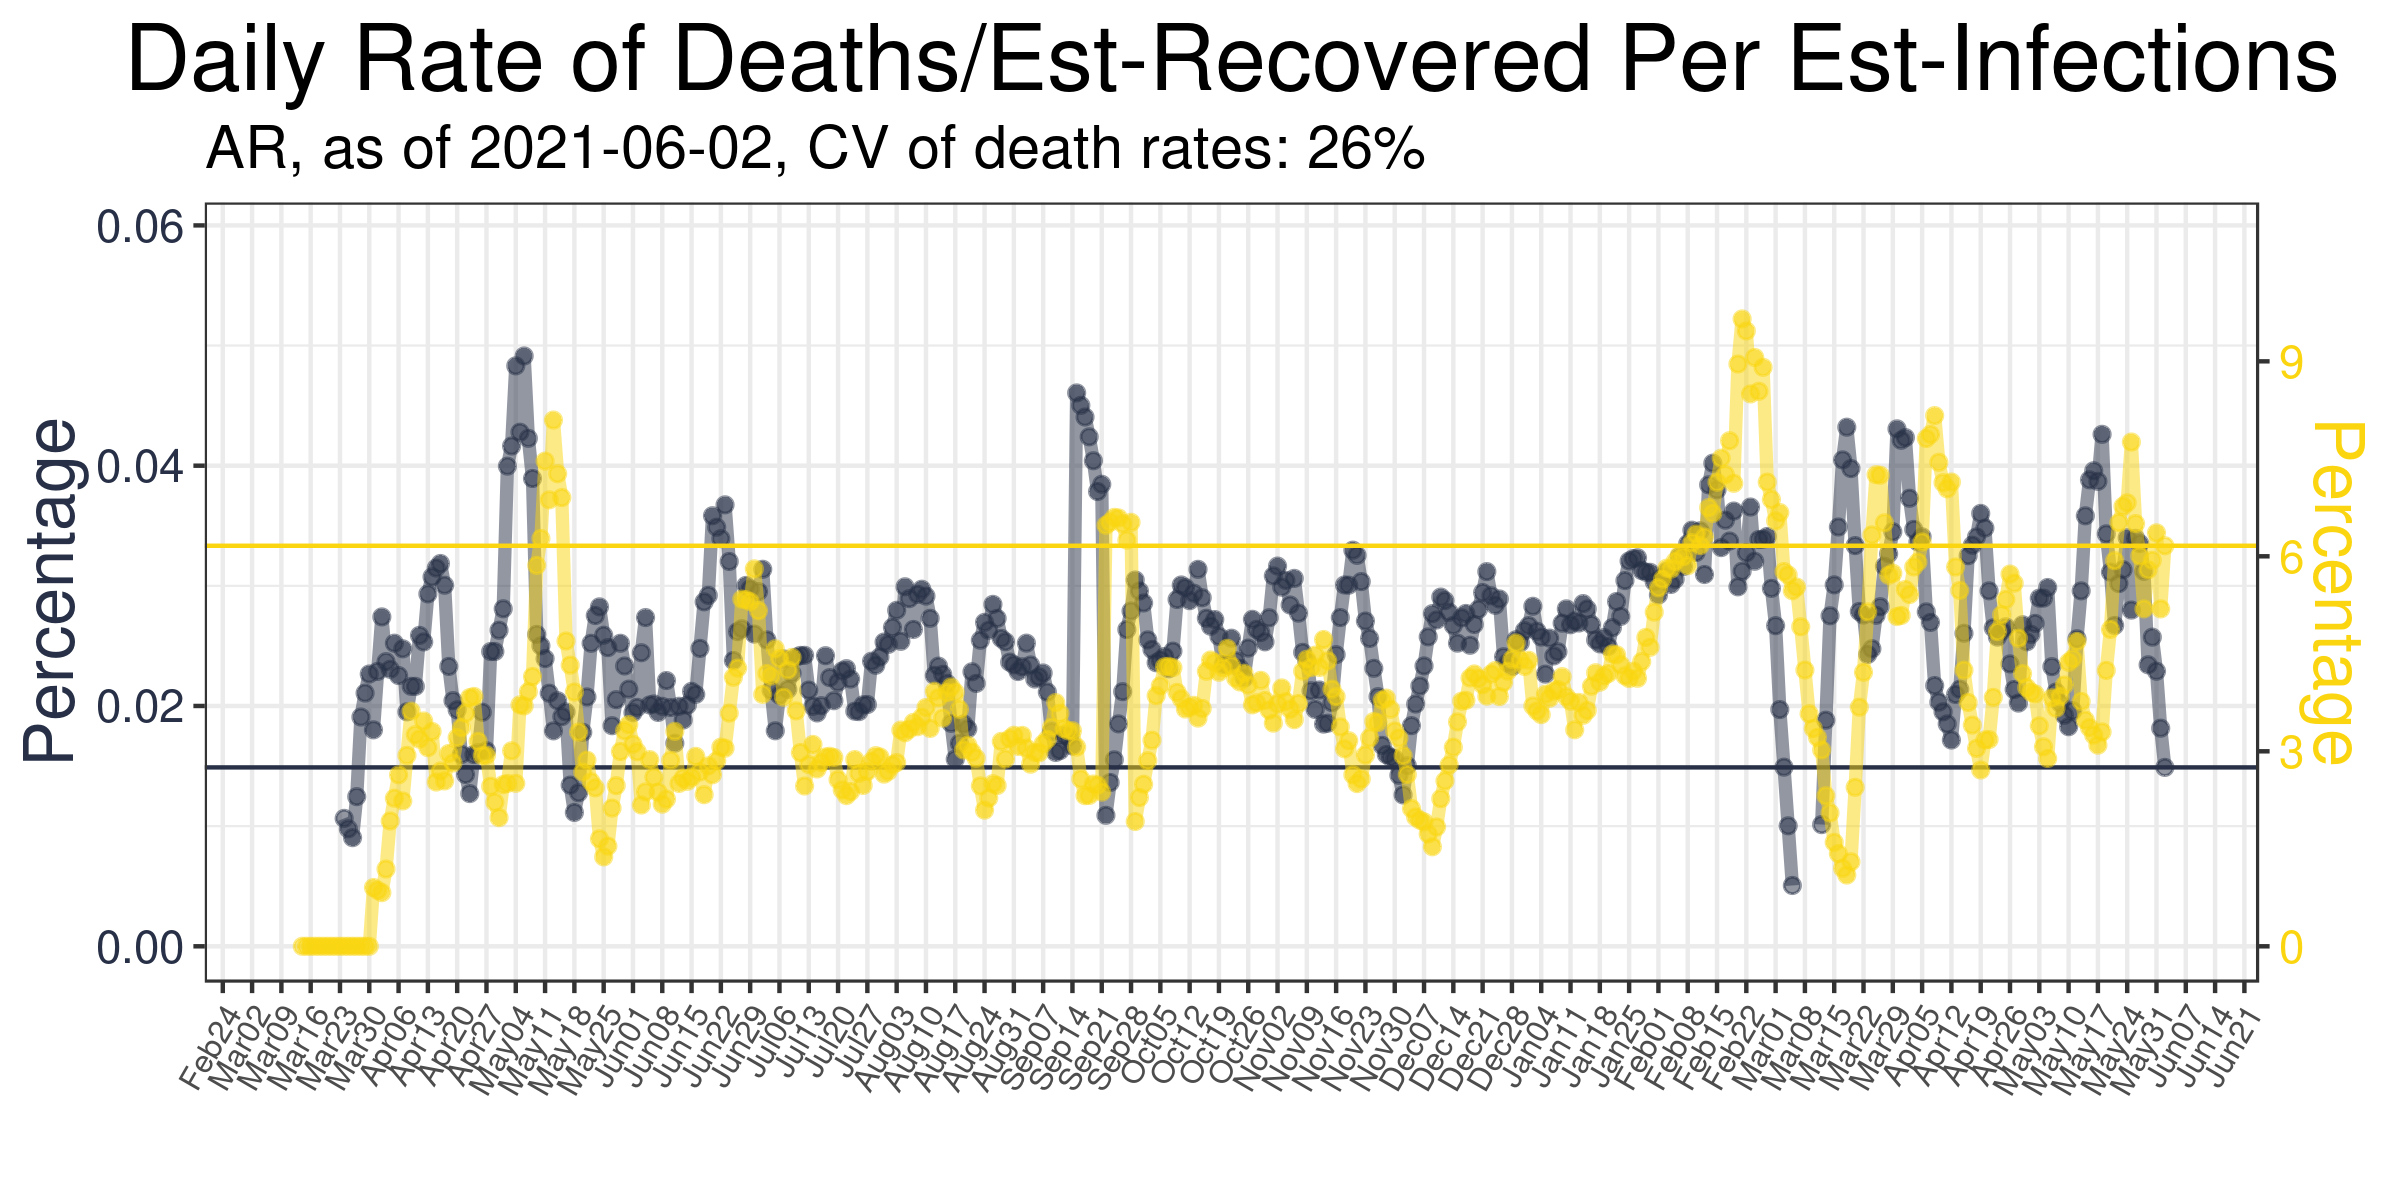 Daily Rate of Deaths/Est-Recovered Per Est-Infections
AR, as of 2021-06-02, CV of death rates: 26%
Percentage
0.06
0.04
0.02
0.00
9
6
3
0
Percentage
Feb24
Mar02
Mar09
Mar16
Mar23
Mar30
Apr06
Apr13
Apr20
Apr27
May04
May11
May18
May25
Jun01
Jun08
Jun15
Jun22
Jun29
Jul06
Jul13
Jul20
Jul27
Aug03
Aug10
Aug17
Aug24
Aug31
Sep07
Sep14
Sep21
Sep28
Oct05
Oct12
Oct19
Oct26
Nov02
Nov09
Nov16
Nov23
Nov30
Dec07
Dec14
Dec21
Dec28
Jan04
Jan11
Jan18
Jan25
Feb01
Feb08
Feb15
Feb22
Mar01
Mar08
Mar15
Mar22
Mar29
Apr05
Apr12
Apr19
Apr26
May03
May10
May17
May24
May31
Jun07
Jun14
Jun21